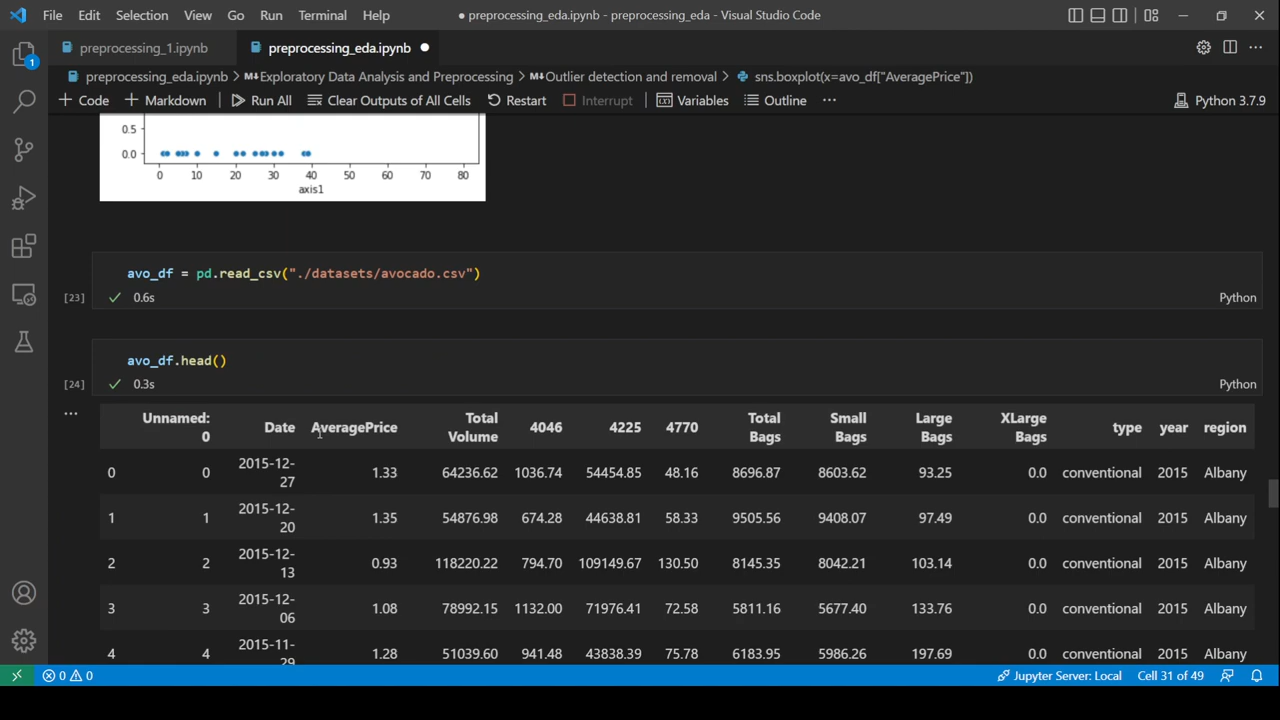 File Edit Selection View Go Run Terminal Help ● preprocessing_eda.ipynb - preprocessing_eda - Visual Studio Code
preprocessing_1.ipynb preprocessing_eda.ipynb
preprocessing_eda.ipynb > M↓Exploratory Data Analysis and Preprocessing > M↓Outlier detection and removal > sns.boxplot(x=avo_df["AveragePrice"])
+ Code + Markdown Run All Clear Outputs of All Cells Restart Interrupt Variables Outline ··· Python 3.7.9
1
0.5
0.0
0 10 20 30 40 50 60 70 80
axis1
avo_df = pd.read_csv("./datasets/avocado.csv")
[23] ✓ 0.6s Python
avo_df.head()
[24] ✓ 0.3s Python
...
Unnamed: 0 Date AveragePrice Total Volume 4046 4225 4770 Total Bags Small Bags Large Bags XLarge Bags type year region
0 0 2015-12-27 1.33 64236.62 1036.74 54454.85 48.16 8696.87 8603.62 93.25 0.0 conventional 2015 Albany
1 1 2015-12-20 1.35 54876.98 674.28 44638.81 58.33 9505.56 9408.07 97.49 0.0 conventional 2015 Albany
2 2 2015-12-13 0.93 118220.22 794.70 109149.67 130.50 8145.35 8042.21 103.14 0.0 conventional 2015 Albany
3 3 2015-12-06 1.08 78992.15 1132.00 71976.41 72.58 5811.16 5677.40 133.76 0.0 conventional 2015 Albany
4 4 2015-11-29 1.28 51039.60 941.48 43838.39 75.78 6183.95 5986.26 197.69 0.0 conventional 2015 Albany
0 0 Jupyter Server: Local Cell 31 of 49